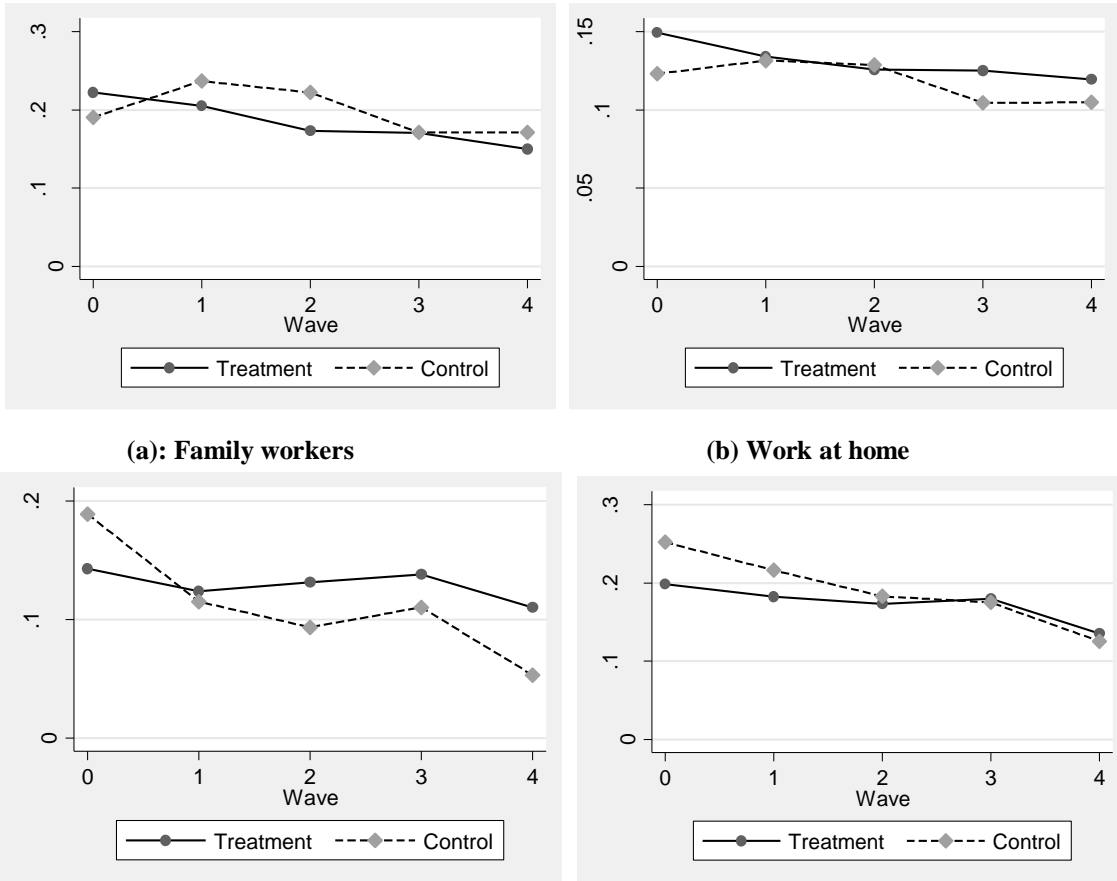 .3
.2
.1
0
0 1 2 3 4
Wave
Treatment Control
.15
.1
.05
0
0 1 2 3 4
Wave
Treatment Control
(a): Family workers
(b) Work at home
.2
.1
0
0 1 2 3 4
Wave
Treatment Control
.3
.2
.1
0
0 1 2 3 4
Wave
Treatment Control